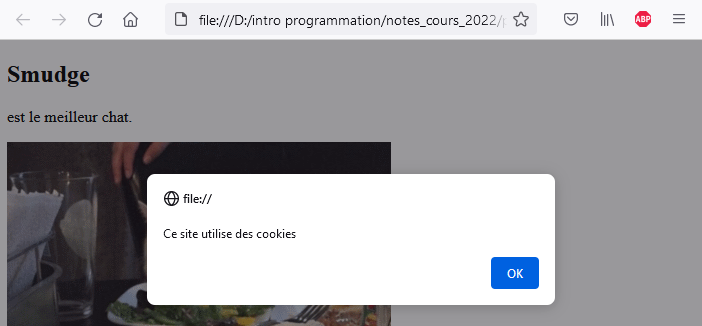 file:///D:/intro programmation/notes_cours_2022/
ABP
Smudge
est le meilleur chat.
file://
Ce site utilise des cookies
OK